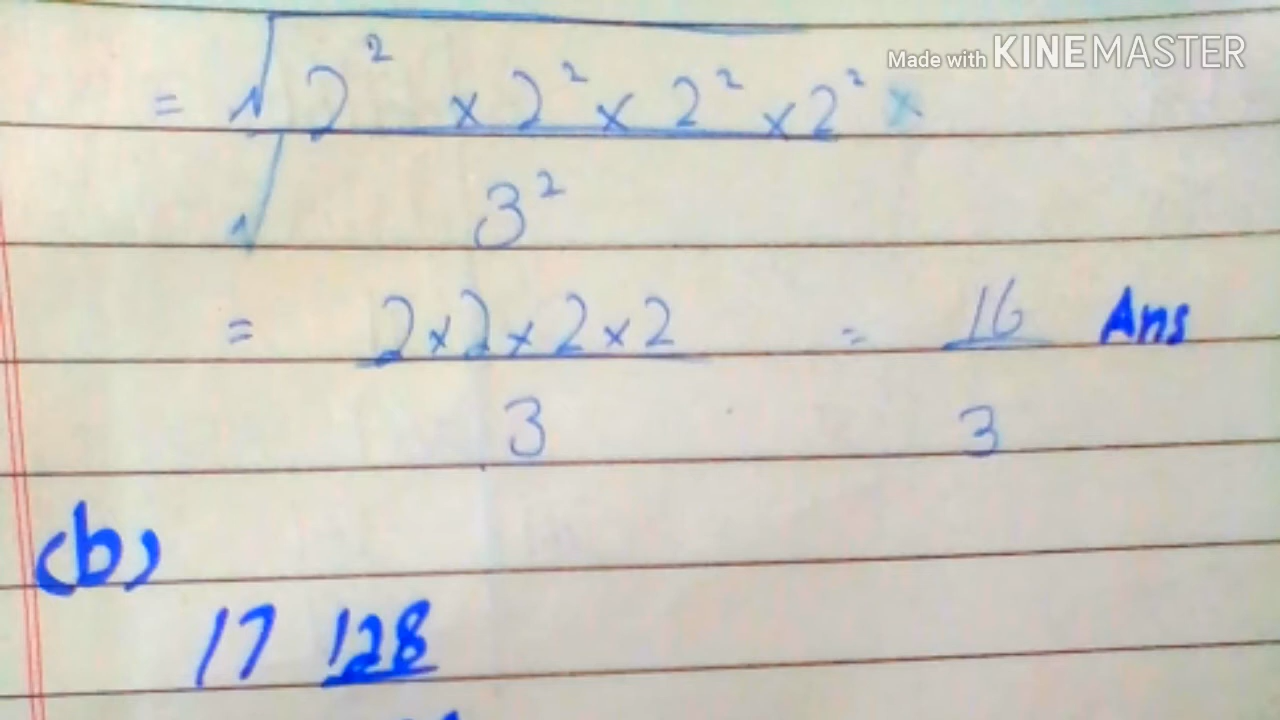 Made with KINEMASTER
= √2² × 2² × 2² × 2² ×
√3²
= 2×2×2×2 = 16 Ans
3 3
(b)
17 128